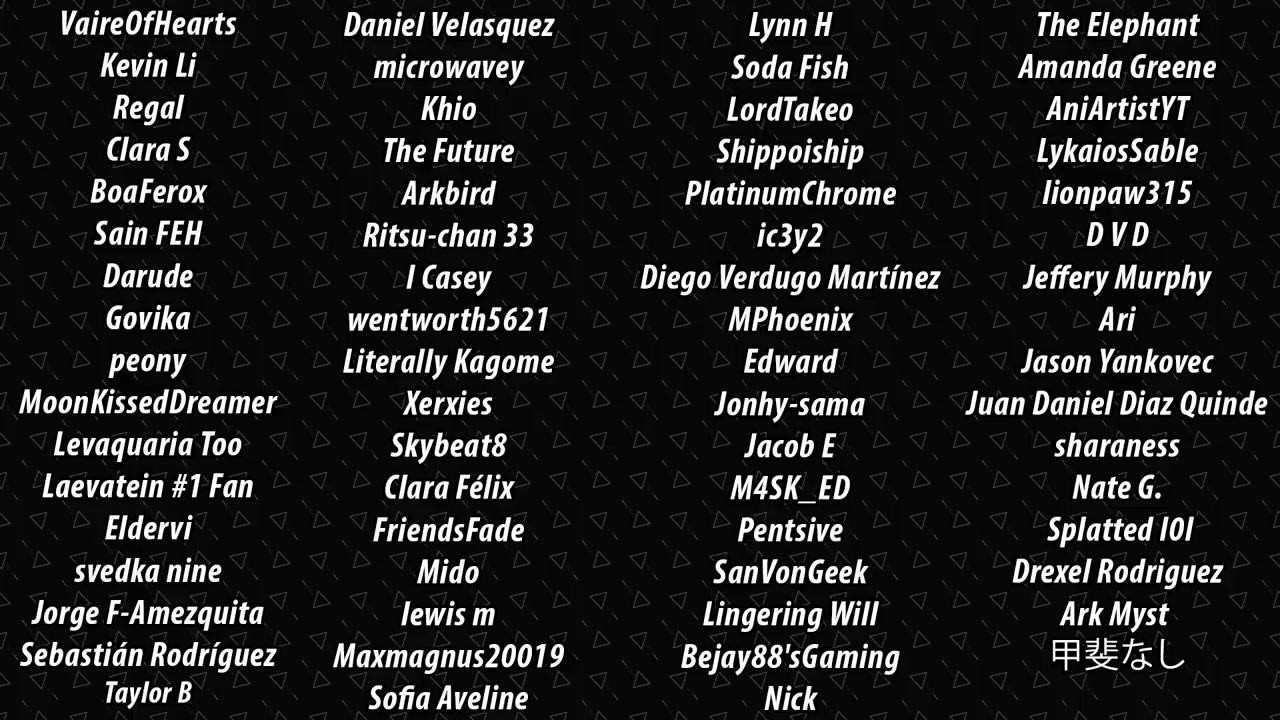 VaireOfHearts
Kevin Li
Regal
Clara S
BoaFerox
Sain FEH
Darude
Govika
peony
MoonKissedDreamer
Levaquaria Too
Laevatein #1 Fan
Eldervi
svedka nine
Jorge F-Amezquita
Sebastián Rodríguez
Taylor B
Daniel Velasquez
microwavey
Khio
The Future
Arkbird
Ritsu-chan 33
I Casey
wentworth5621
Literally Kagome
Xerxies
Skybeat8
Clara Félix
FriendsFade
Mido
lewis m
Maxmagnus20019
Sofia Aveline
Lynn H
Soda Fish
LordTakeo
Shippoiship
PlatinumChrome
ic3y2
Diego Verdugo Martínez
MPhoenix
Edward
Jonhy-sama
Jacob E
M4SK_ED
Pentsive
SanVonGeek
Lingering Will
Bejay88'sGaming
Nick
The Elephant
Amanda Greene
AniArtistYT
LykaiosSable
lionpaw315
D V D
Jeffery Murphy
Ari
Jason Yankovec
Juan Daniel Diaz Quinde
sharaness
Nate G.
Splatted l0l
Drexel Rodriguez
Ark Myst
甲斐なし